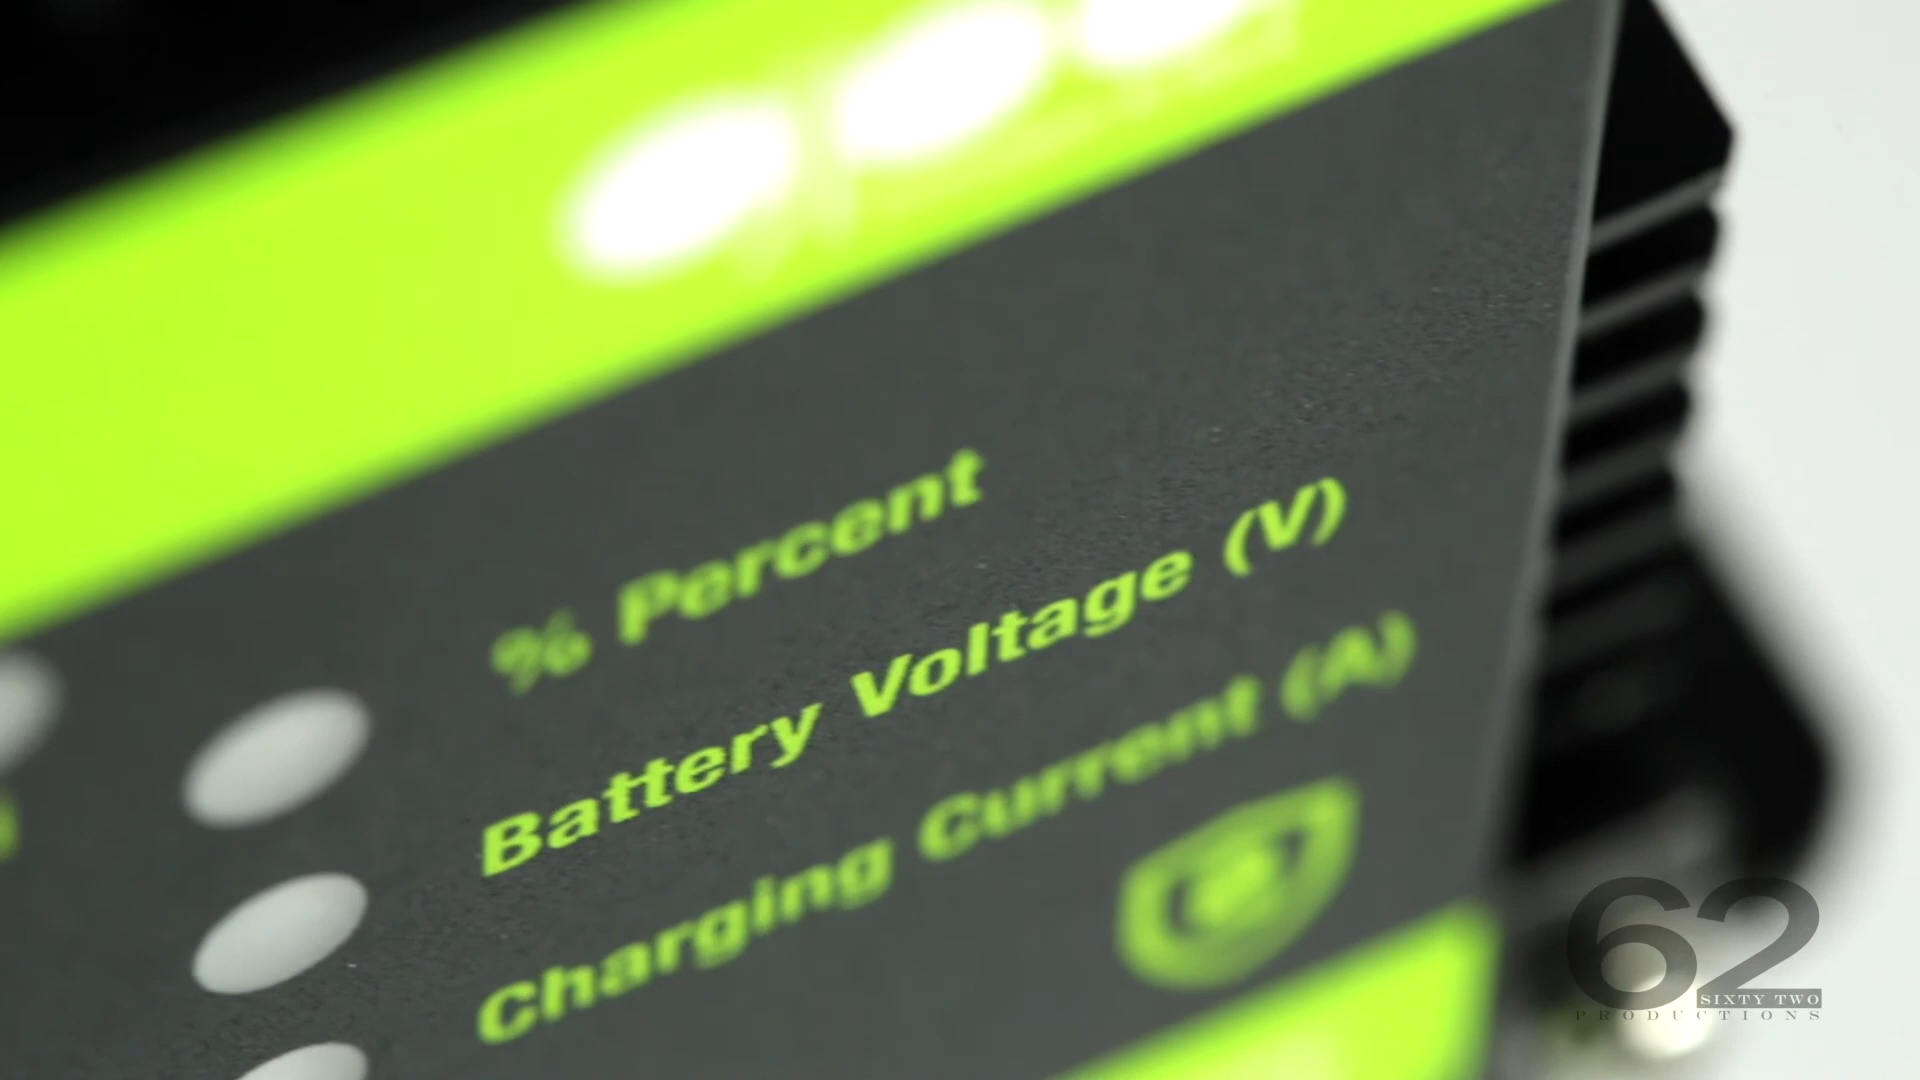 % Percent
Battery Voltage (V)
Charging Current (A)
62
SIXTY TWO
PRODUCTIONS